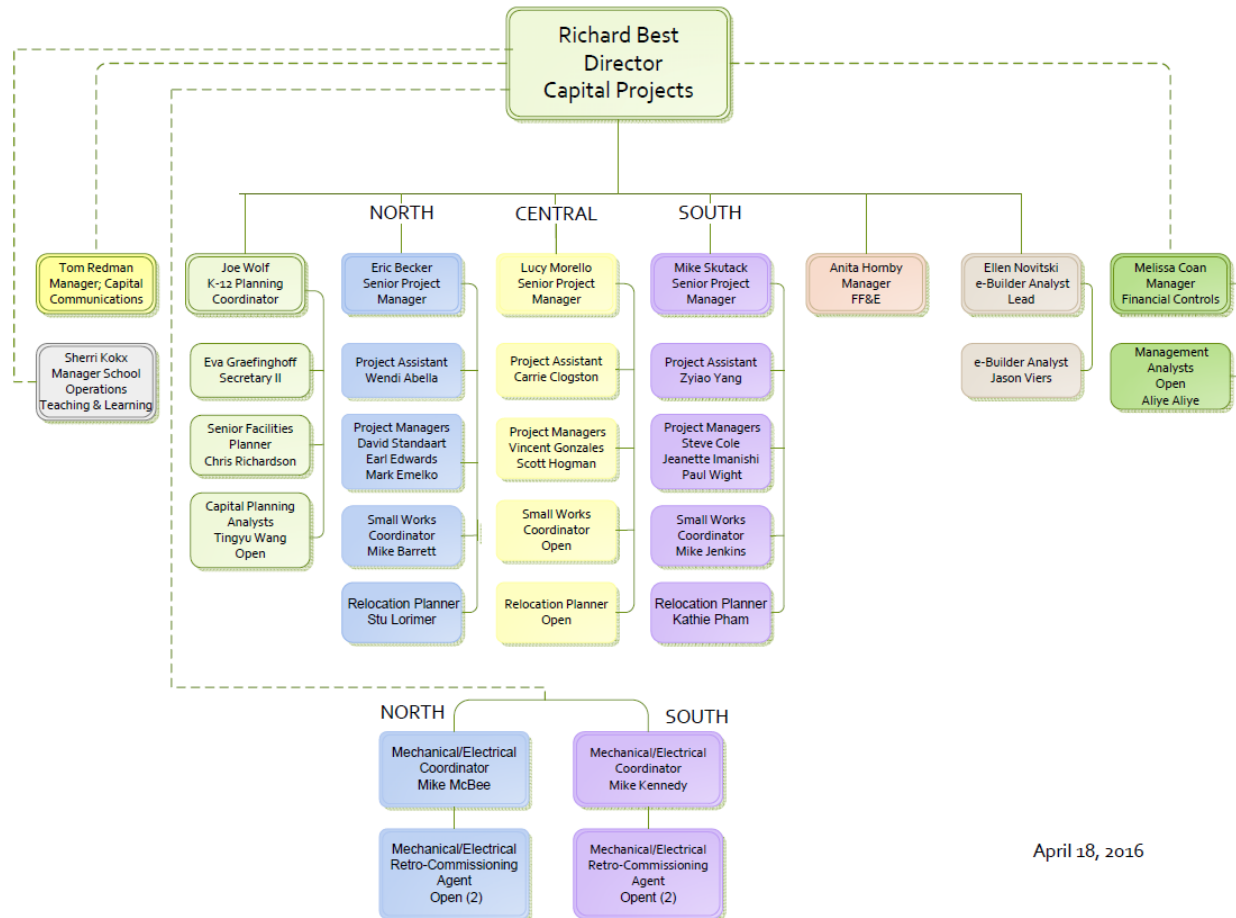 Richard Best
Director
Capital Projects
NORTH
CENTRAL
SOUTH
Tom Redman
Manager; Capital
Communications
Joe Wolf
K-12 Planning
Coordinator
Eric Becker
Senior Project
Manager
Lucy Morello
Senior Project
Manager
Mike Skutack
Senior Project
Manager
Anita Hornby
Manager
FF&E
Ellen Novitski
e-Builder Analyst
Lead
Melissa Coan
Manager
Financial Controls
Sherri Kokx
Manager School
Operations
Teaching & Learning
Eva Graefinghoff
Secretary II
Project Assistant
Wendi Abella
Project Assistant
Carrie Clogston
Project Assistant
Zyiao Yang
e-Builder Analyst
Jason Viers
Management
Analysts
Open
Aliye Aliye
Senior Facilities
Planner
Chris Richardson
Project Managers
David Standaart
Earl Edwards
Mark Emelko
Project Managers
Vincent Gonzales
Scott Hogman
Project Managers
Steve Cole
Jeanette Imanishi
Paul Wight
Capital Planning
Analysts
Tingyu Wang
Open
Small Works
Coordinator
Mike Barrett
Small Works
Coordinator
Open
Small Works
Coordinator
Mike Jenkins
Relocation Planner
Stu Lorimer
Relocation Planner
Open
Relocation Planner
Kathie Pham
NORTH
SOUTH
Mechanical/Electrical
Coordinator
Mike McBee
Mechanical/Electrical
Coordinator
Mike Kennedy
Mechanical/Electrical
Retro-Commissioning
Agent
Open (2)
Mechanical/Electrical
Retro-Commissioning
Agent
Opent (2)
April 18, 2016